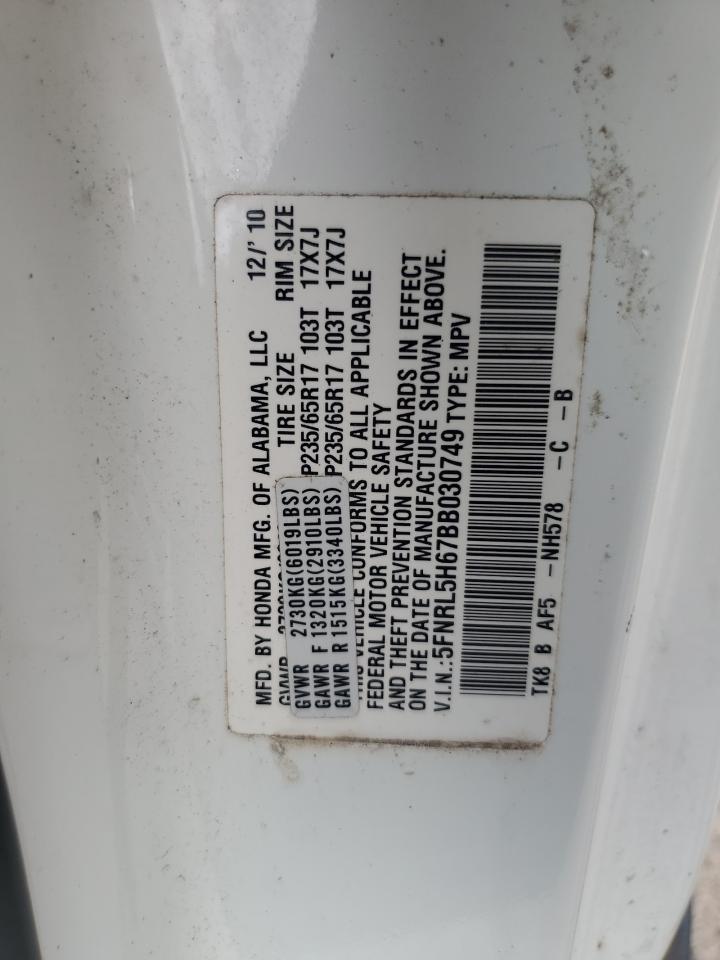 MFD. BY HONDA MFG. OF ALABAMA, LLC 12/'10
GVWR TIRE SIZE RIM SIZE
GVWR 2730KG(6019LBS)
GAWR F 1320KG(2910LBS) P235/65R17 103T 17X7J
GAWR R 1515KG(3340LBS) P235/65R17 103T 17X7J
THIS VEHICLE CONFORMS TO ALL APPLICABLE
FEDERAL MOTOR VEHICLE SAFETY
AND THEFT PREVENTION STANDARDS IN EFFECT
ON THE DATE OF MANUFACTURE SHOWN ABOVE.
V.I.N.:5FNRL5H67BB030749 TYPE: MPV
TK8 B AF5 -NH578 -C -B